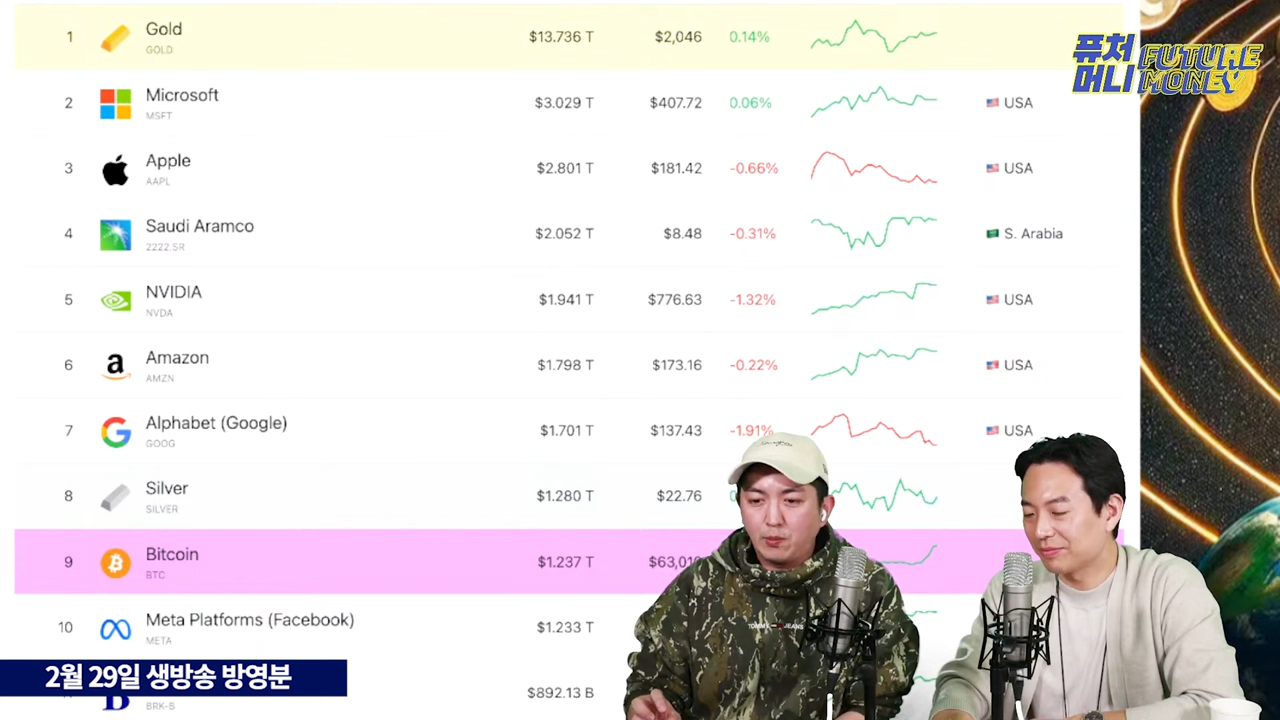 1 Gold $13.736 T $2,046 0.14%
GOLD
퓨처 FUTURE
머니 MONEY
2 Microsoft $3.029 T $407.72 0.06% USA
MSFT
3 Apple $2.801 T $181.42 -0.66% USA
AAPL
4 Saudi Aramco $2.052 T $8.48 -0.31% S. Arabia
2222.SR
5 NVIDIA $1.941 T $776.63 -1.32% USA
NVDA
6 Amazon $1.798 T $173.16 -0.22% USA
AMZN
7 Alphabet (Google) $1.701 T $137.43 -1.91% USA
GOOG
8 Silver $1.280 T $22.76
SILVER
9 Bitcoin $1.237 T
BTC
10 Meta Platforms (Facebook) $1.233 T
META
TOMMY JEANS
2월 29일 생방송 방영분
$892.13 B
BRK-B